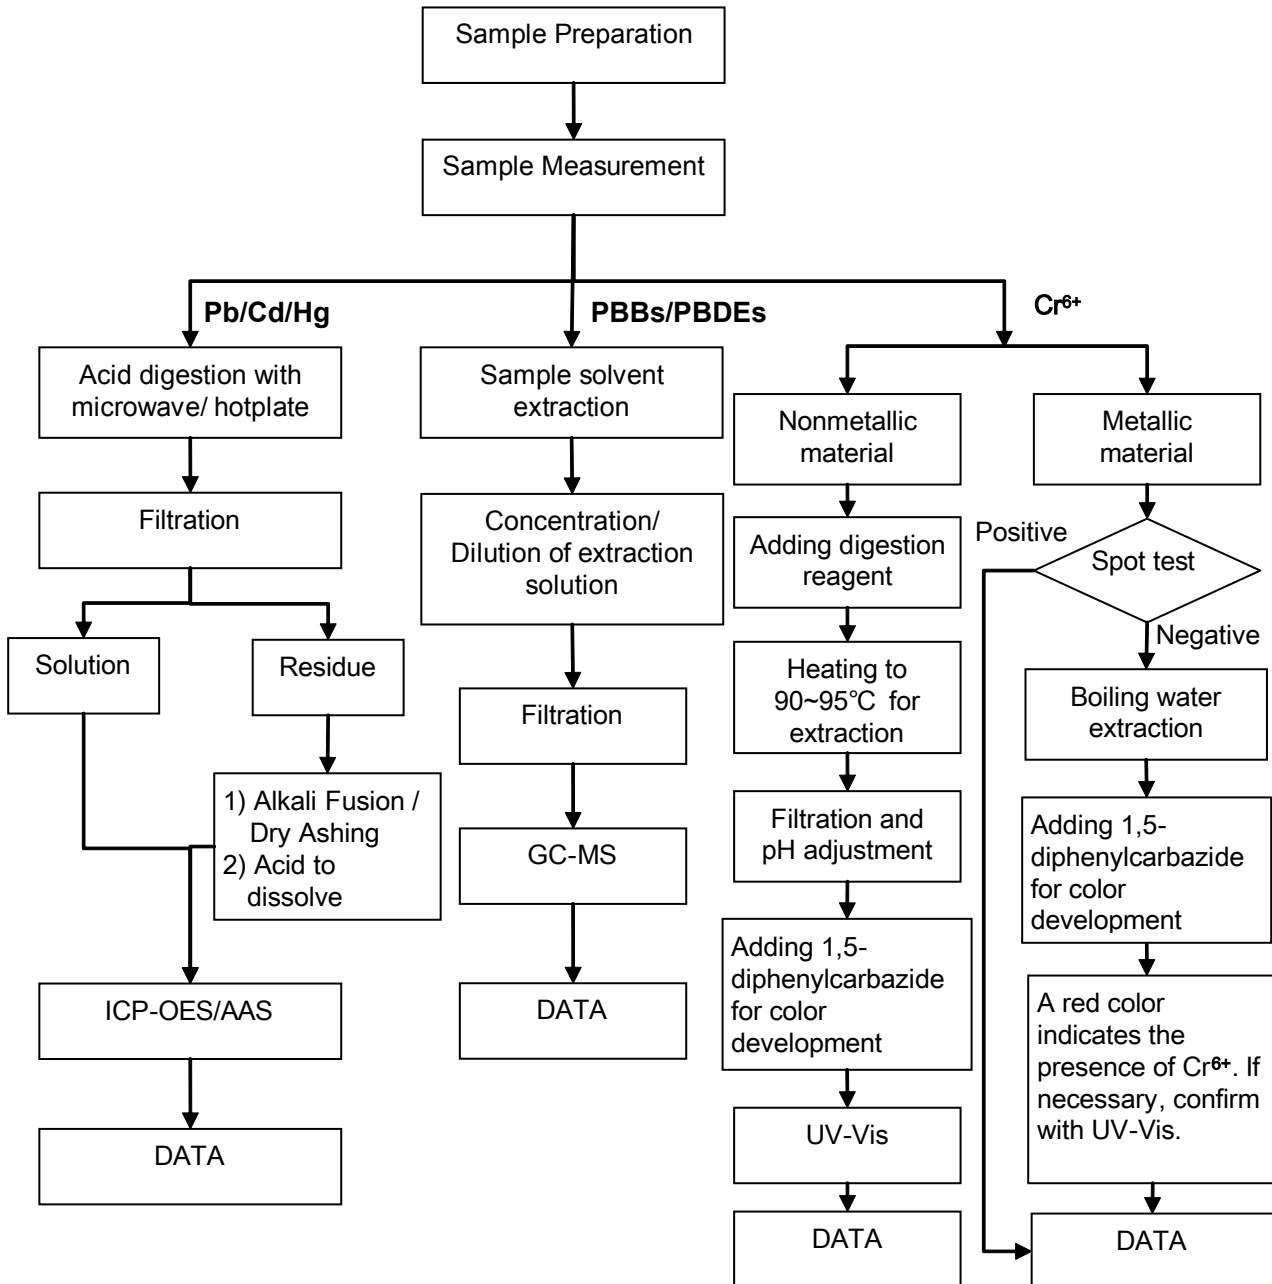 Sample Preparation
Sample Measurement
Pb/Cd/Hg
PBBs/PBDEs
Cr⁶⁺
Acid digestion with
microwave/ hotplate
Filtration
Solution
Residue
1) Alkali Fusion /
Dry Ashing
2) Acid to
dissolve
ICP-OES/AAS
DATA
Sample solvent
extraction
Concentration/
Dilution of extraction
solution
Filtration
GC-MS
DATA
Nonmetallic
material
Adding digestion
reagent
Heating to
90~95℃ for
extraction
Filtration and
pH adjustment
Adding 1,5-
diphenylcarbazide
for color
development
UV-Vis
DATA
Metallic
material
Positive
Spot test
Negative
Boiling water
extraction
Adding 1,5-
diphenylcarbazide
for color
development
A red color
indicates the
presence of Cr⁶⁺. If
necessary, confirm
with UV-Vis.
DATA